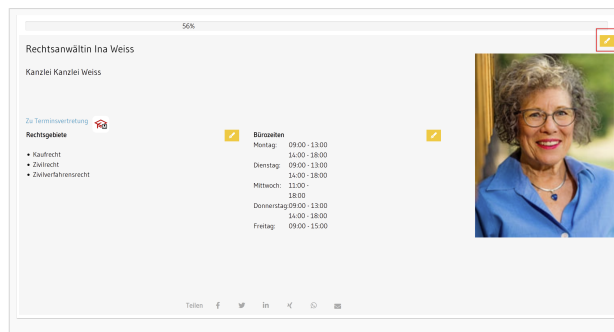 56%
Rechtsanwältin Ina Weiss
Kanzlei Kanzlei Weiss
Zu Terminsvertretung
Rechtsgebiete
• Kaufrecht
• Zivilrecht
• Zivilverfahrensrecht
Bürozeiten
Montag: 09:00 - 13:00
14:00 - 18:00
Dienstag: 09:00 - 13:00
14:00 - 18:00
Mittwoch: 11:00 -
18:00
Donnerstag: 09:00 - 13:00
14:00 - 18:00
Freitag: 09:00 - 15:00
Teilen